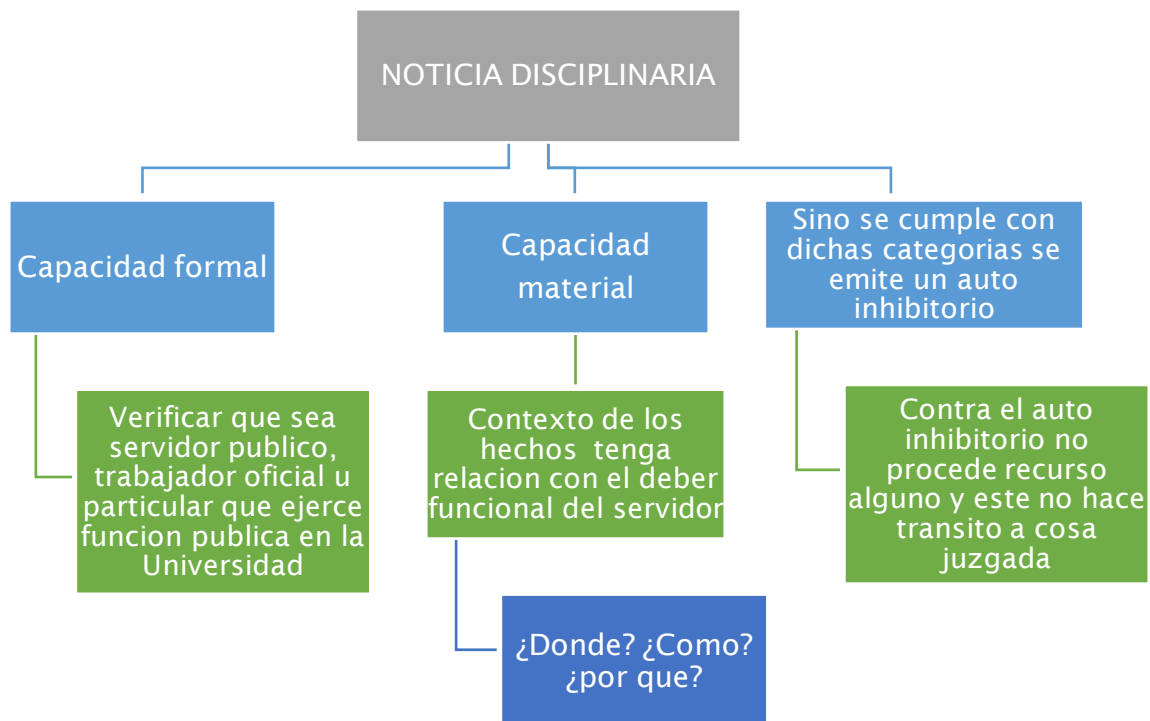 NOTICIA DISCIPLINARIA
Capacidad formal
Capacidad
material
Sino se cumple con
dichas categorias se
emite un auto
inhibitorio
Verificar que sea
servidor publico,
trabajador oficial u
particular que ejerce
funcion publica en la
Universidad
Contexto de los
hechos tenga
relacion con el deber
funcional del servidor
Contra el auto
inhibitorio no
procede recurso
alguno y este no hace
transito a cosa
juzgada
¿Donde? ¿Como?
¿por que?